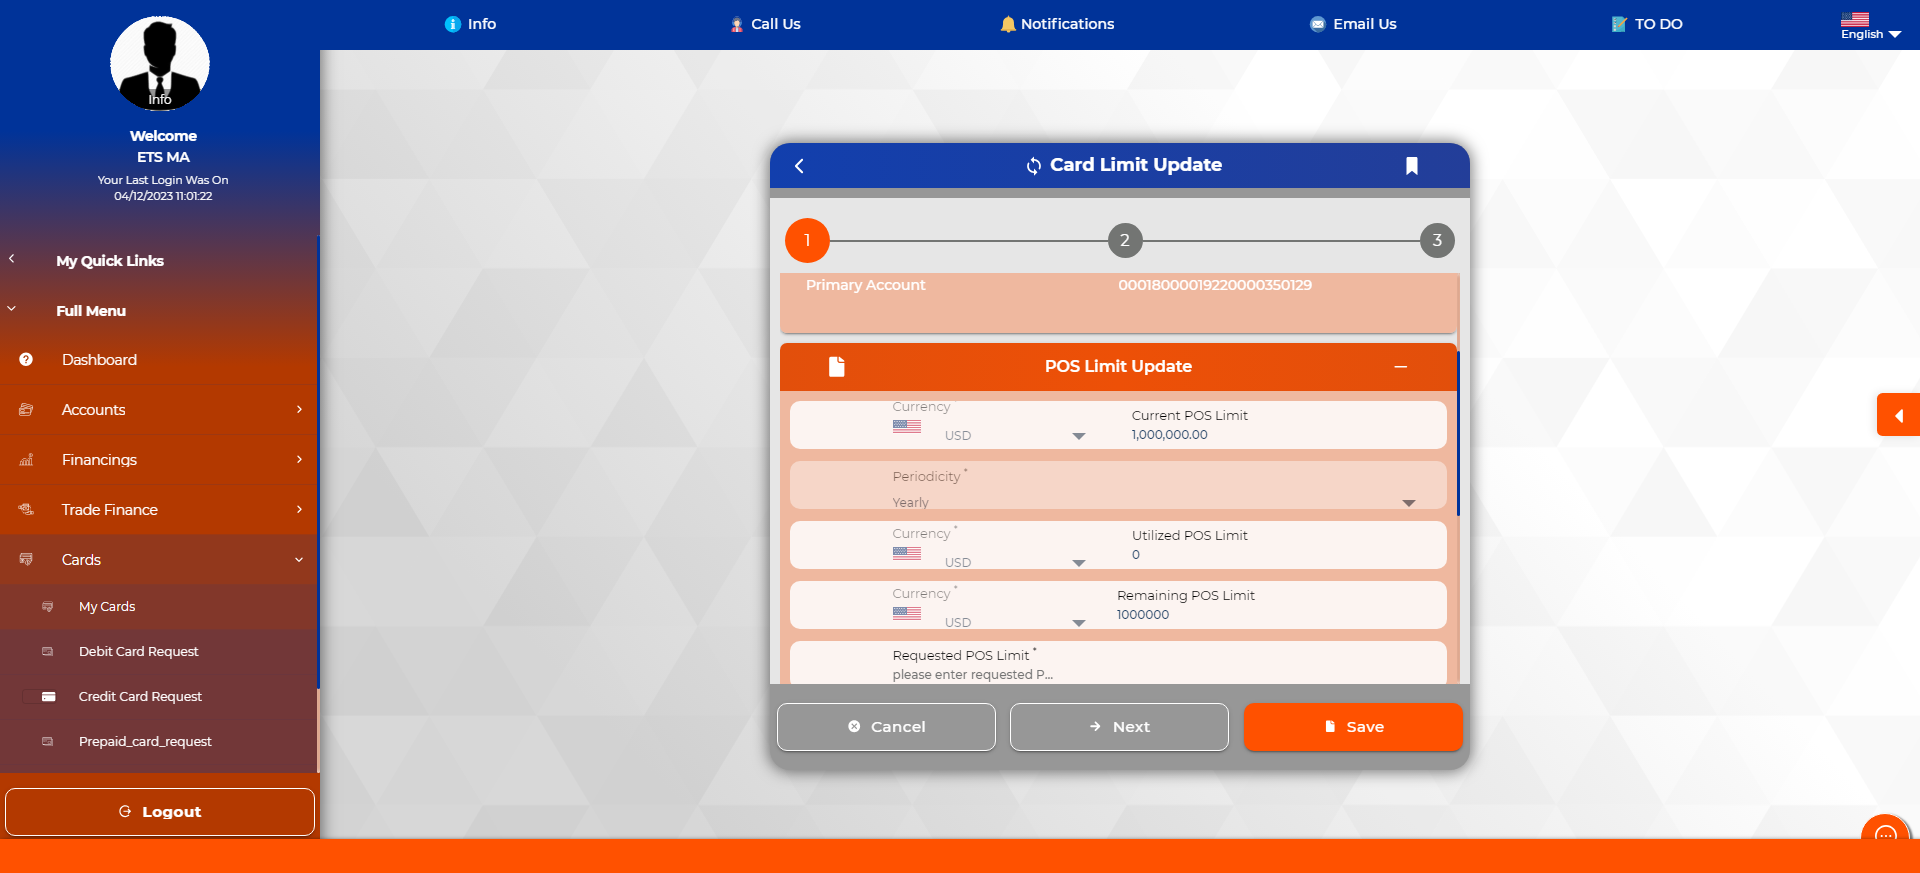 Info
Call Us
Notifications
Email Us
TO DO
English
Info
Welcome
ETS MA
Your Last Login Was On
04/12/2023 11:01:22
My Quick Links
Full Menu
Dashboard
Accounts
Financings
Trade Finance
Cards
My Cards
Debit Card Request
Credit Card Request
Prepaid_card_request
Logout
Card Limit Update
1
2
3
Primary Account
00018000019220000350129
POS Limit Update
Currency
USD
Current POS Limit
1,000,000.00
Periodicity *
Yearly
Currency *
USD
Utilized POS Limit
0
Currency *
USD
Remaining POS Limit
1000000
Requested POS Limit *
please enter requested P...
Cancel
Next
Save